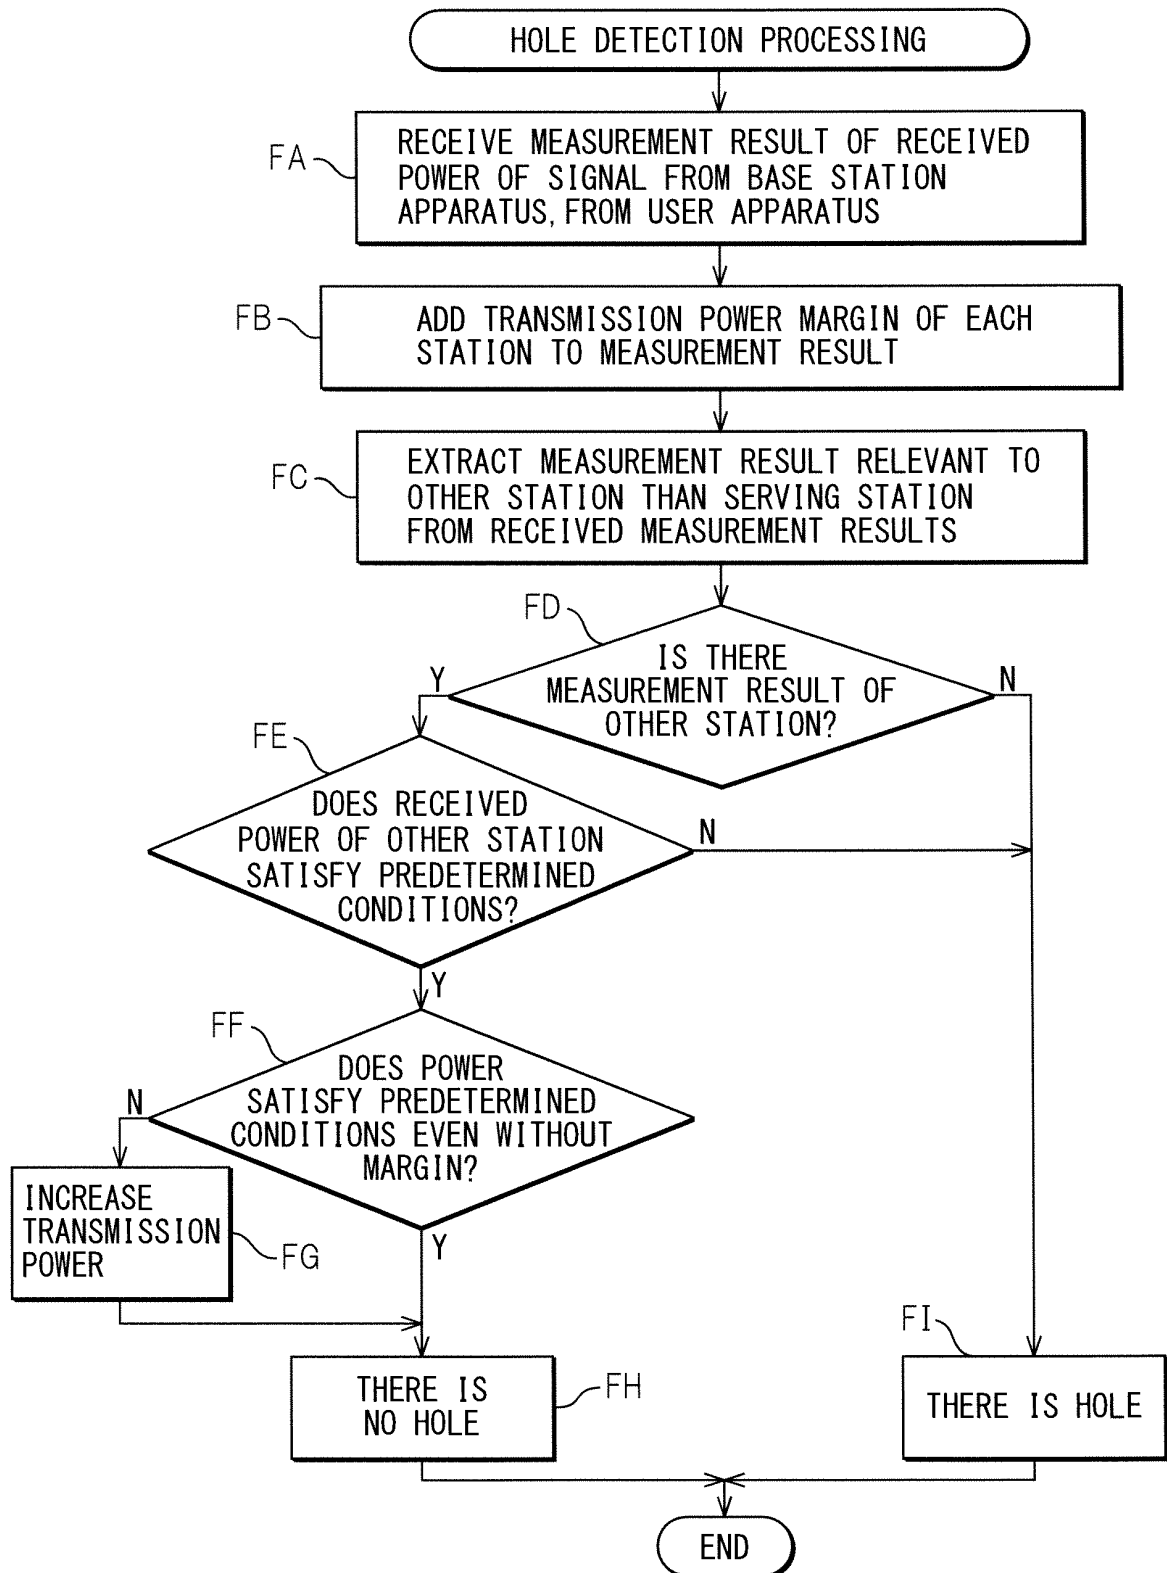 HOLE DETECTION PROCESSING
FA
RECEIVE MEASUREMENT RESULT OF RECEIVED
POWER OF SIGNAL FROM BASE STATION
APPARATUS, FROM USER APPARATUS
FB
ADD TRANSMISSION POWER MARGIN OF EACH
STATION TO MEASUREMENT RESULT
FC
EXTRACT MEASUREMENT RESULT RELEVANT TO
OTHER STATION THAN SERVING STATION
FROM RECEIVED MEASUREMENT RESULTS
FD
IS THERE
MEASUREMENT RESULT OF
OTHER STATION?
Y
N
FE
DOES RECEIVED
POWER OF OTHER STATION
SATISFY PREDETERMINED
CONDITIONS?
N
Y
FF
DOES POWER
SATISFY PREDETERMINED
CONDITIONS EVEN WITHOUT
MARGIN?
N
Y
INCREASE
TRANSMISSION
POWER
FG
THERE IS
NO HOLE
FH
FI
THERE IS HOLE
END